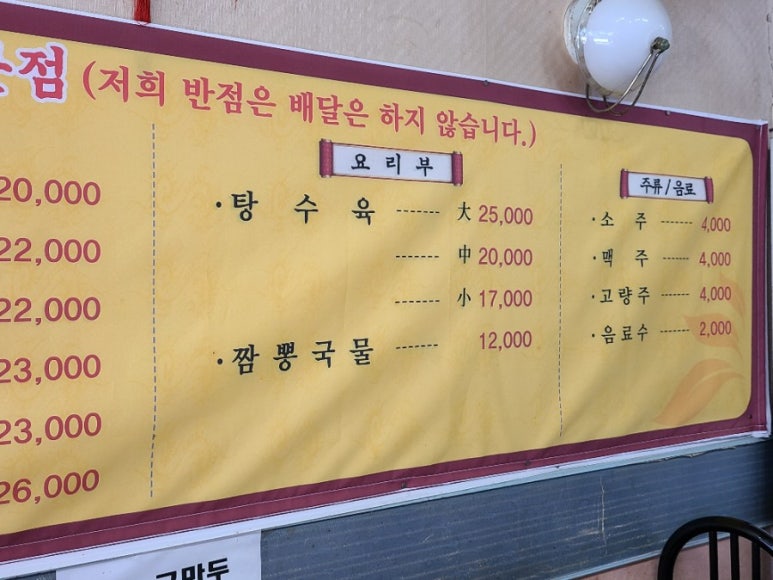 점 (저희 반점은 배달은 하지 않습니다.)
20,000
22,000
22,000
23,000
23,000
26,000
요리부
· 탕 수 육 ------ 大 25,000
------ 中 20,000
------ 小 17,000
· 짬뽕국물 ------ 12,000
주류/음료
· 소 주 ------- 4,000
· 맥 주 ------- 4,000
· 고량주 ------- 4,000
· 음료수 ------- 2,000
군만두